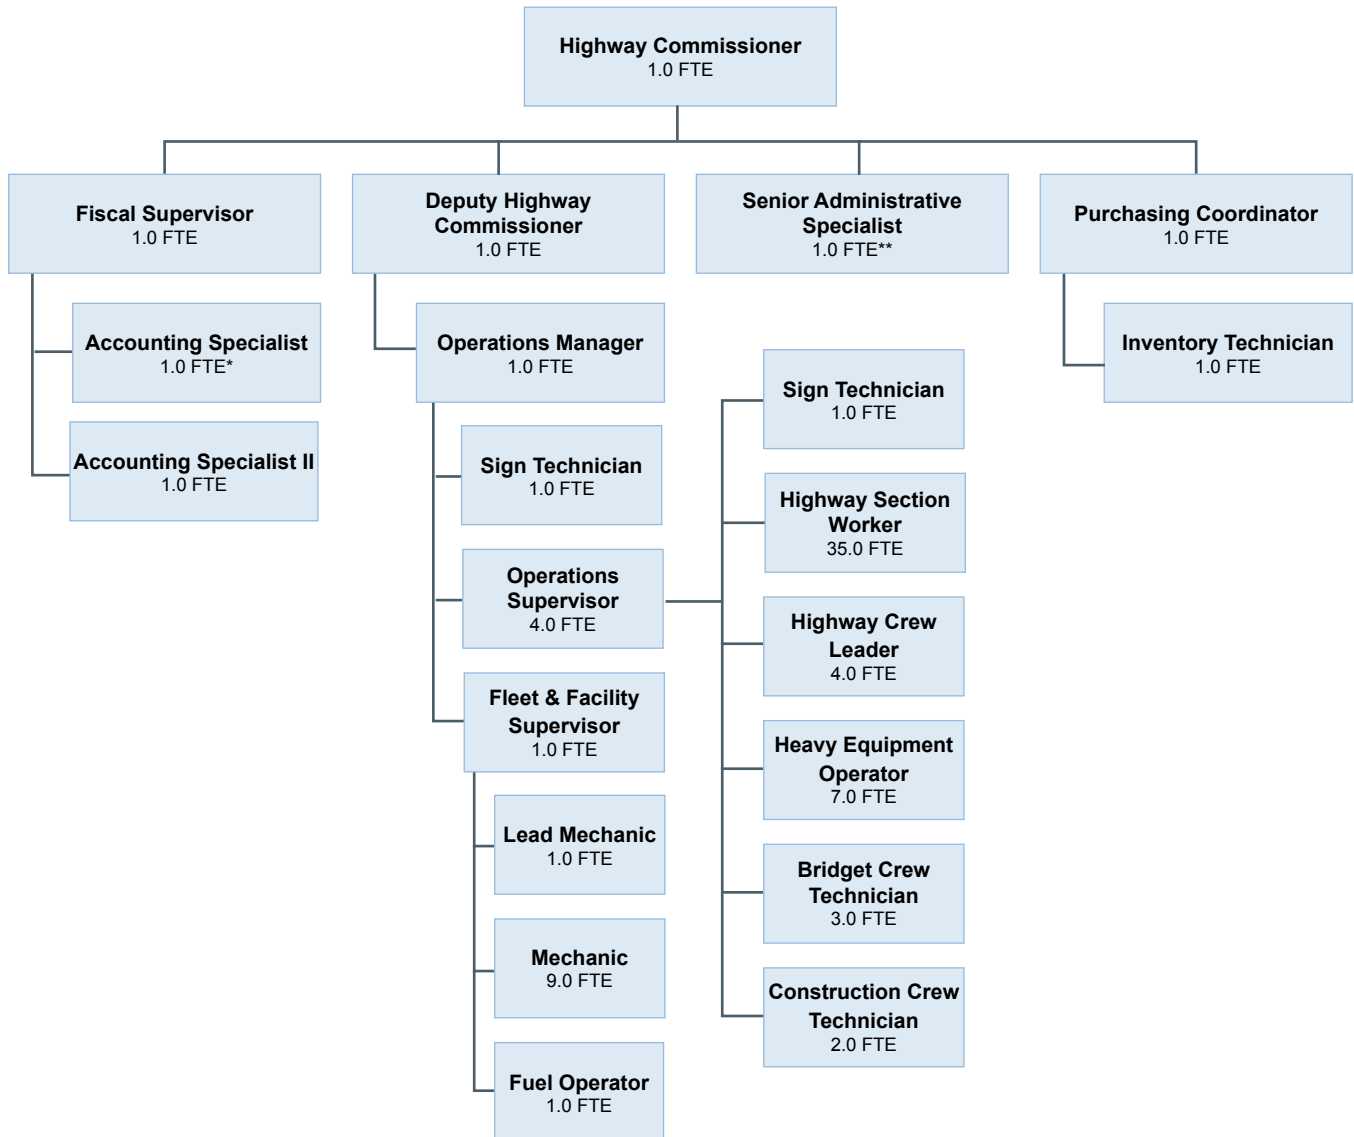 Highway Commissioner
1.0 FTE
Fiscal Supervisor
1.0 FTE
Deputy Highway
Commissioner
1.0 FTE
Senior Administrative
Specialist
1.0 FTE**
Purchasing Coordinator
1.0 FTE
Accounting Specialist
1.0 FTE*
Accounting Specialist II
1.0 FTE
Operations Manager
1.0 FTE
Sign Technician
1.0 FTE
Operations
Supervisor
4.0 FTE
Fleet & Facility
Supervisor
1.0 FTE
Lead Mechanic
1.0 FTE
Mechanic
9.0 FTE
Fuel Operator
1.0 FTE
Sign Technician
1.0 FTE
Highway Section
Worker
35.0 FTE
Highway Crew
Leader
4.0 FTE
Heavy Equipment
Operator
7.0 FTE
Bridget Crew
Technician
3.0 FTE
Construction Crew
Technician
2.0 FTE
Inventory Technician
1.0 FTE